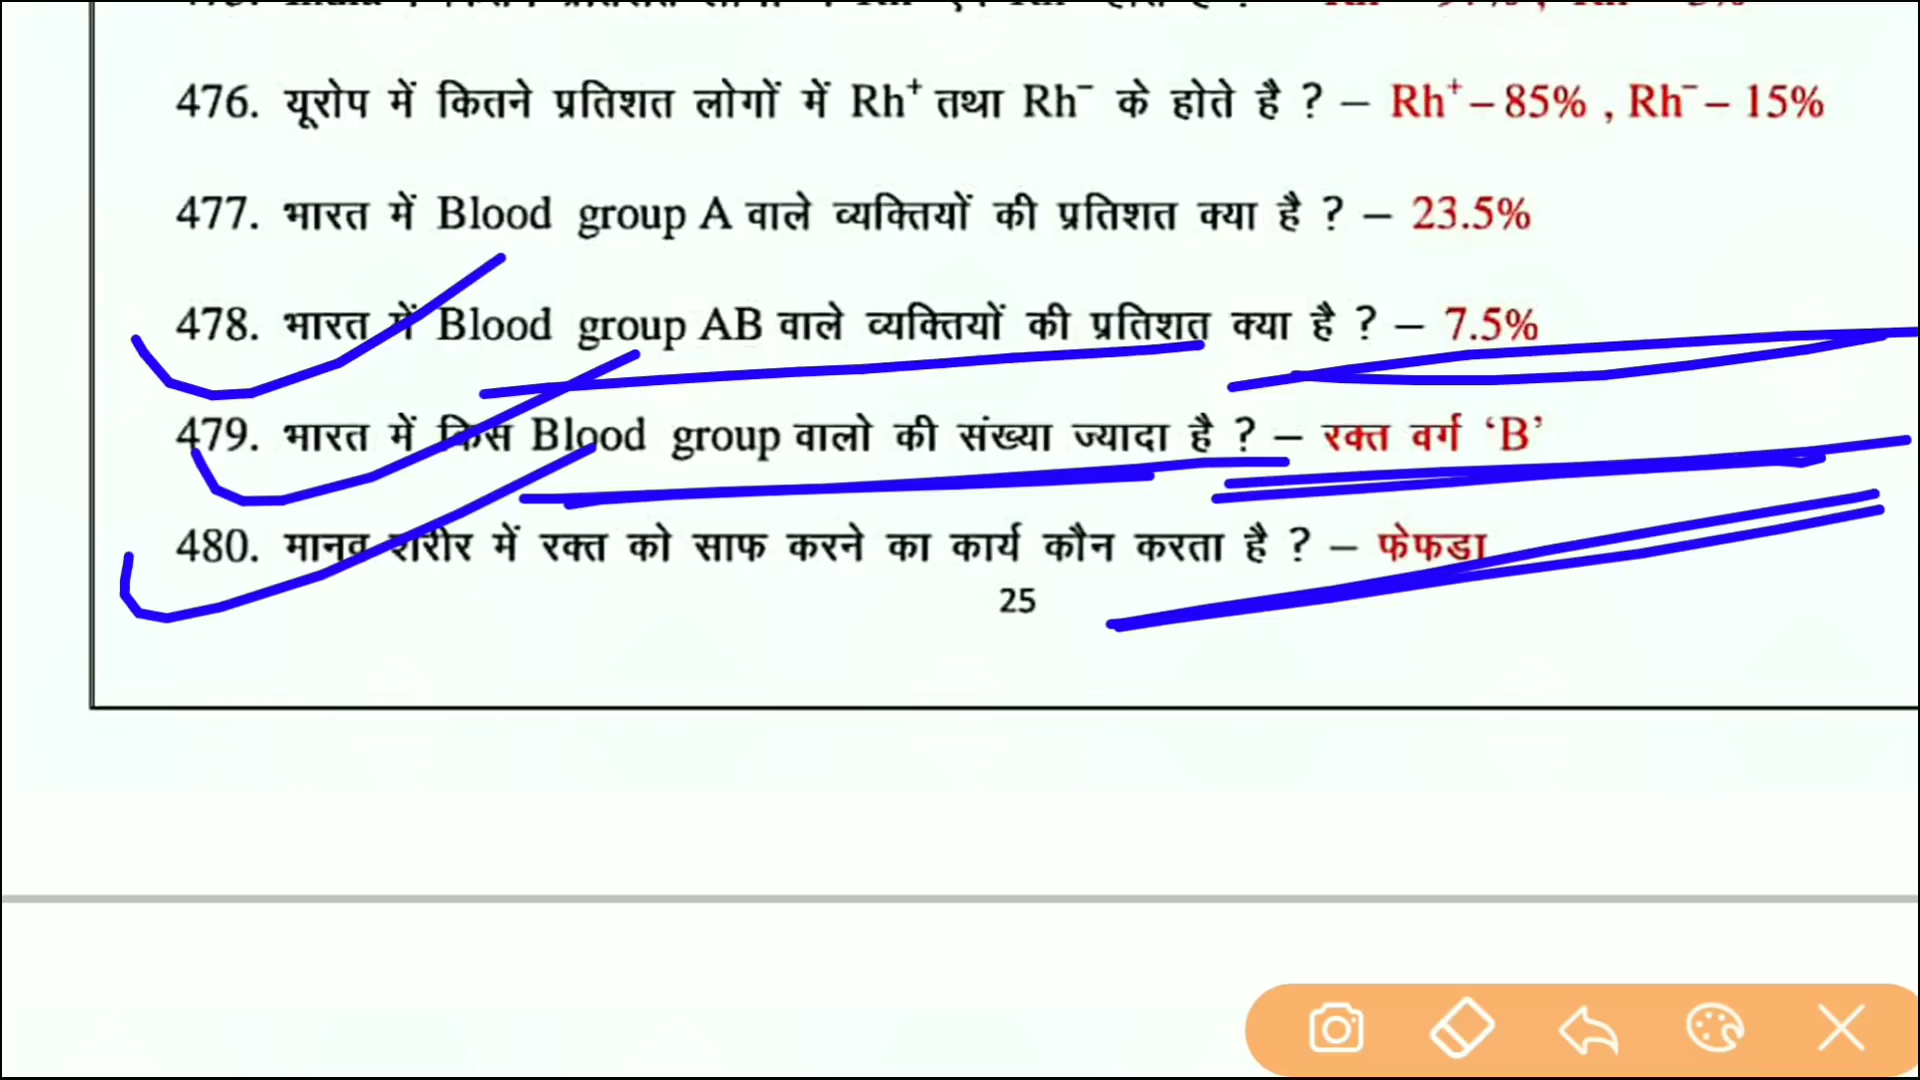 476. यूरोप में कितने प्रतिशत लोगों में Rh⁺ तथा Rh⁻ के होते है ? – Rh⁺ – 85% , Rh⁻ – 15%
477. भारत में Blood group A वाले व्यक्तियों की प्रतिशत क्या है ? – 23.5%
478. भारत में Blood group AB वाले व्यक्तियों की प्रतिशत क्या है ? – 7.5%
479. भारत में किस Blood group वालो की संख्या ज्यादा है ? – रक्त वर्ग ‘B’
480. मानव शरीर में रक्त को साफ करने का कार्य कौन करता है ? – फेफडा
25